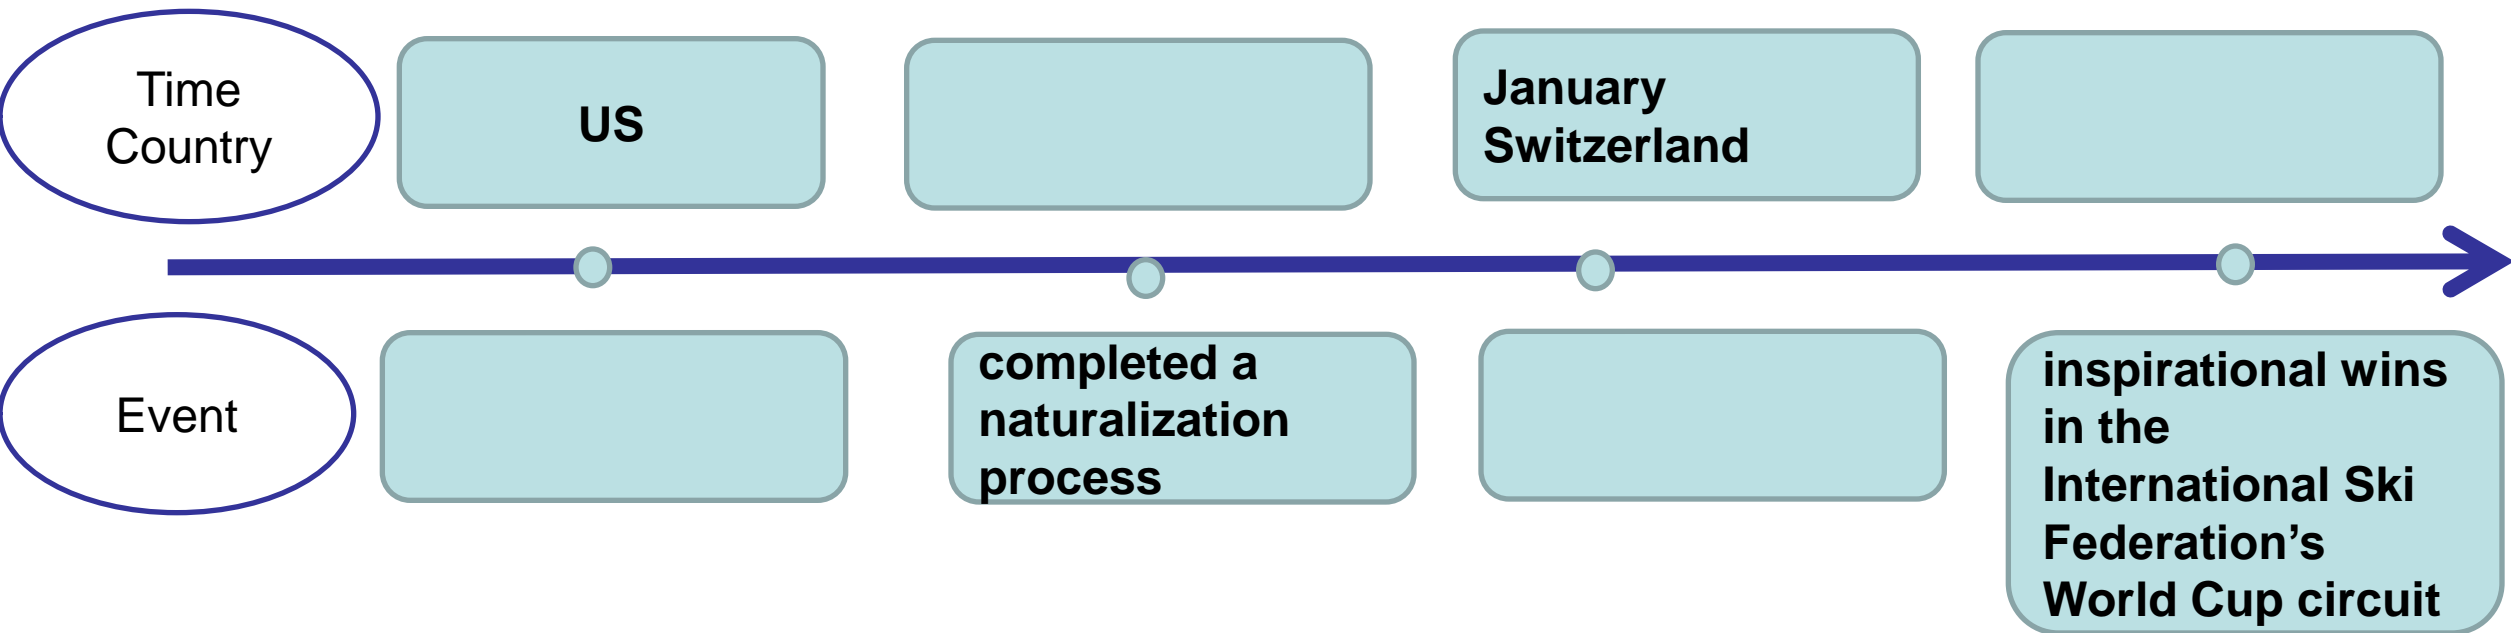 Time
Country
US
January
Switzerland
Event
completed a
naturalization
process
inspirational wins
in the
International Ski
Federation’s
World Cup circuit